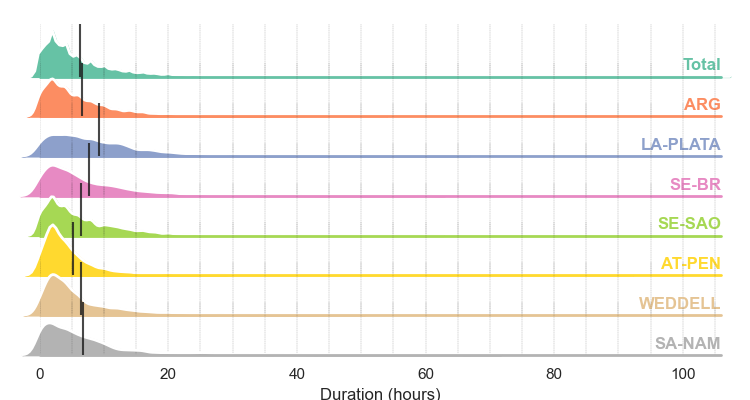 Total
ARG
LA-PLATA
SE-BR
SE-SAO
AT-PEN
WEDDELL
SA-NAM
0 20 40 60 80 100
Duration (hours)